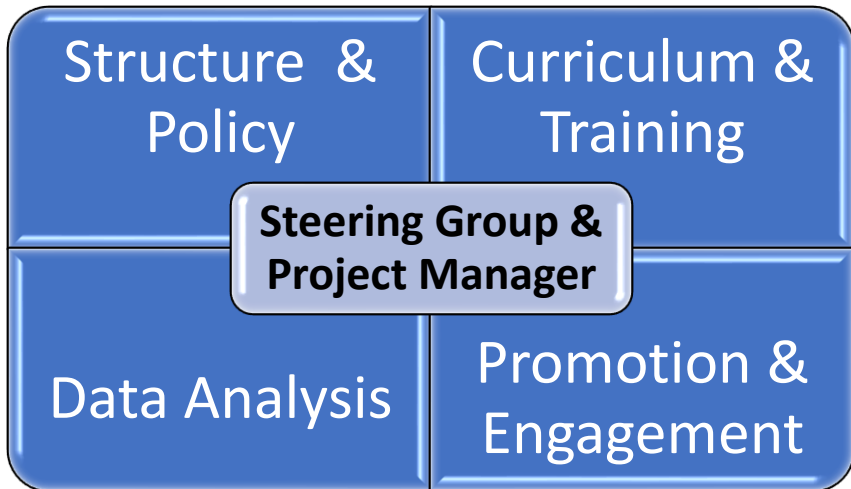 Structure &
Policy
Curriculum &
Training
Steering Group &
Project Manager
Data Analysis
Promotion &
Engagement